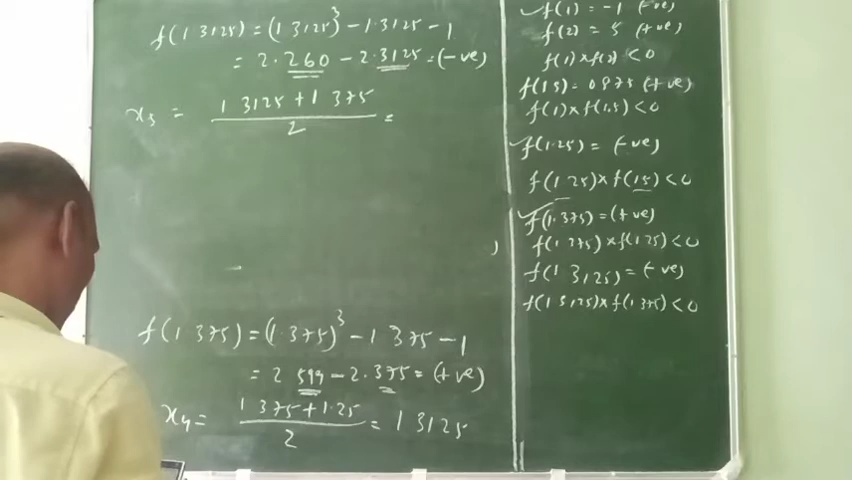 f(1 3125) = (1 3125)³ - 1.3125 - 1
= 2.260 - 2.3125 = (-ve)
x₅ = 1 3125 + 1 375 / 2 =
f(1 375) = (1.375)³ - 1 375 - 1
= 2 599 - 2.375 = (+ve)
x₄ = 1 375 + 1.25 / 2 = 1 3125
✓f(1) = -1 (-ve)
f(2) = 5 (+ve)
f(1) x f(2) < 0
f(1 5) = 0 875 (+ve)
f(1) x f(1.5) < 0
✓f(1.25) = (-ve)
f(1 25) x f(1 5) < 0
✓f(1.375) = (+ve)
f(1 375) x f(1 25) < 0
f(1 3125) = (-ve)
f(1 3125) x f(1 375) < 0